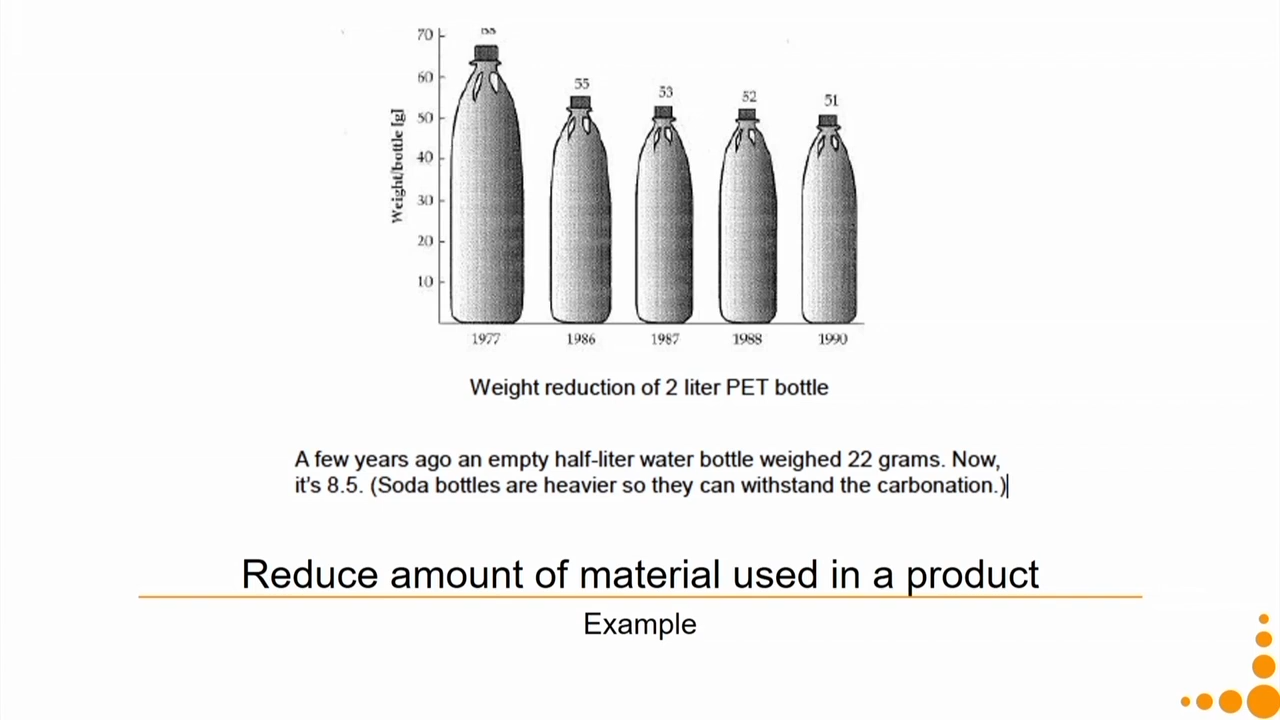 70
60
50
40
30
20
10
Weight/bottle [g]
55
53
52
51
1977
1986
1987
1988
1990
Weight reduction of 2 liter PET bottle
A few years ago an empty half-liter water bottle weighed 22 grams. Now,
it's 8.5. (Soda bottles are heavier so they can withstand the carbonation.)
Reduce amount of material used in a product
Example